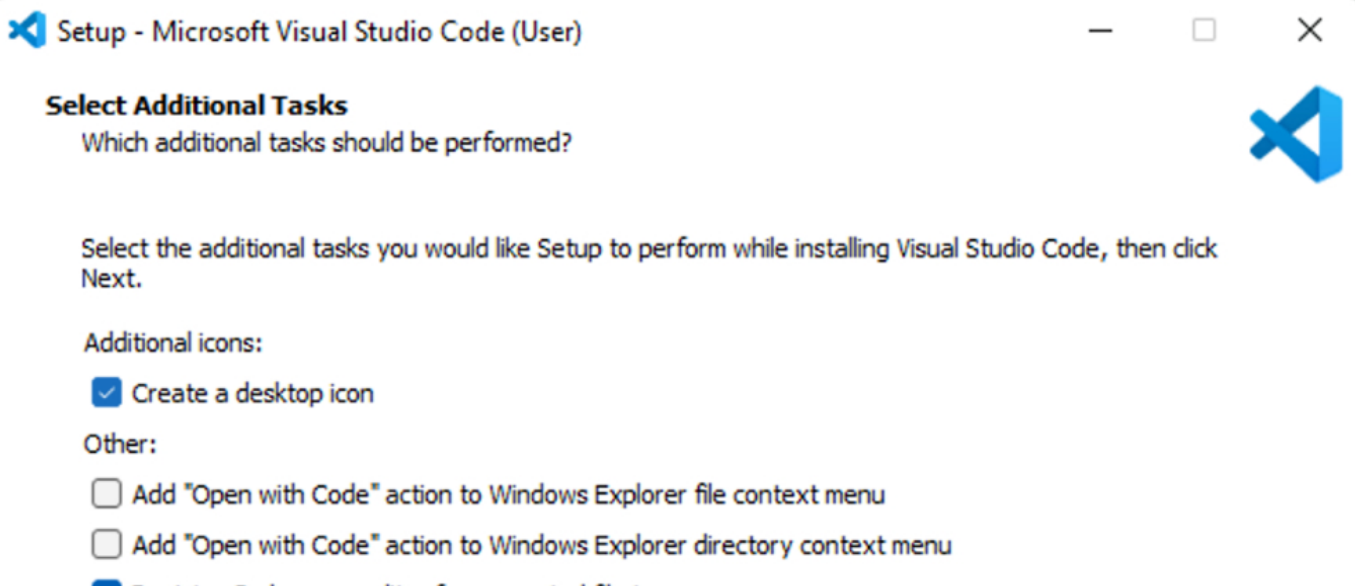 Setup - Microsoft Visual Studio Code (User)
Select Additional Tasks
Which additional tasks should be performed?
Select the additional tasks you would like Setup to perform while installing Visual Studio Code, then click
Next.
Additional icons:
Create a desktop icon
Other:
Add "Open with Code" action to Windows Explorer file context menu
Add "Open with Code" action to Windows Explorer directory context menu